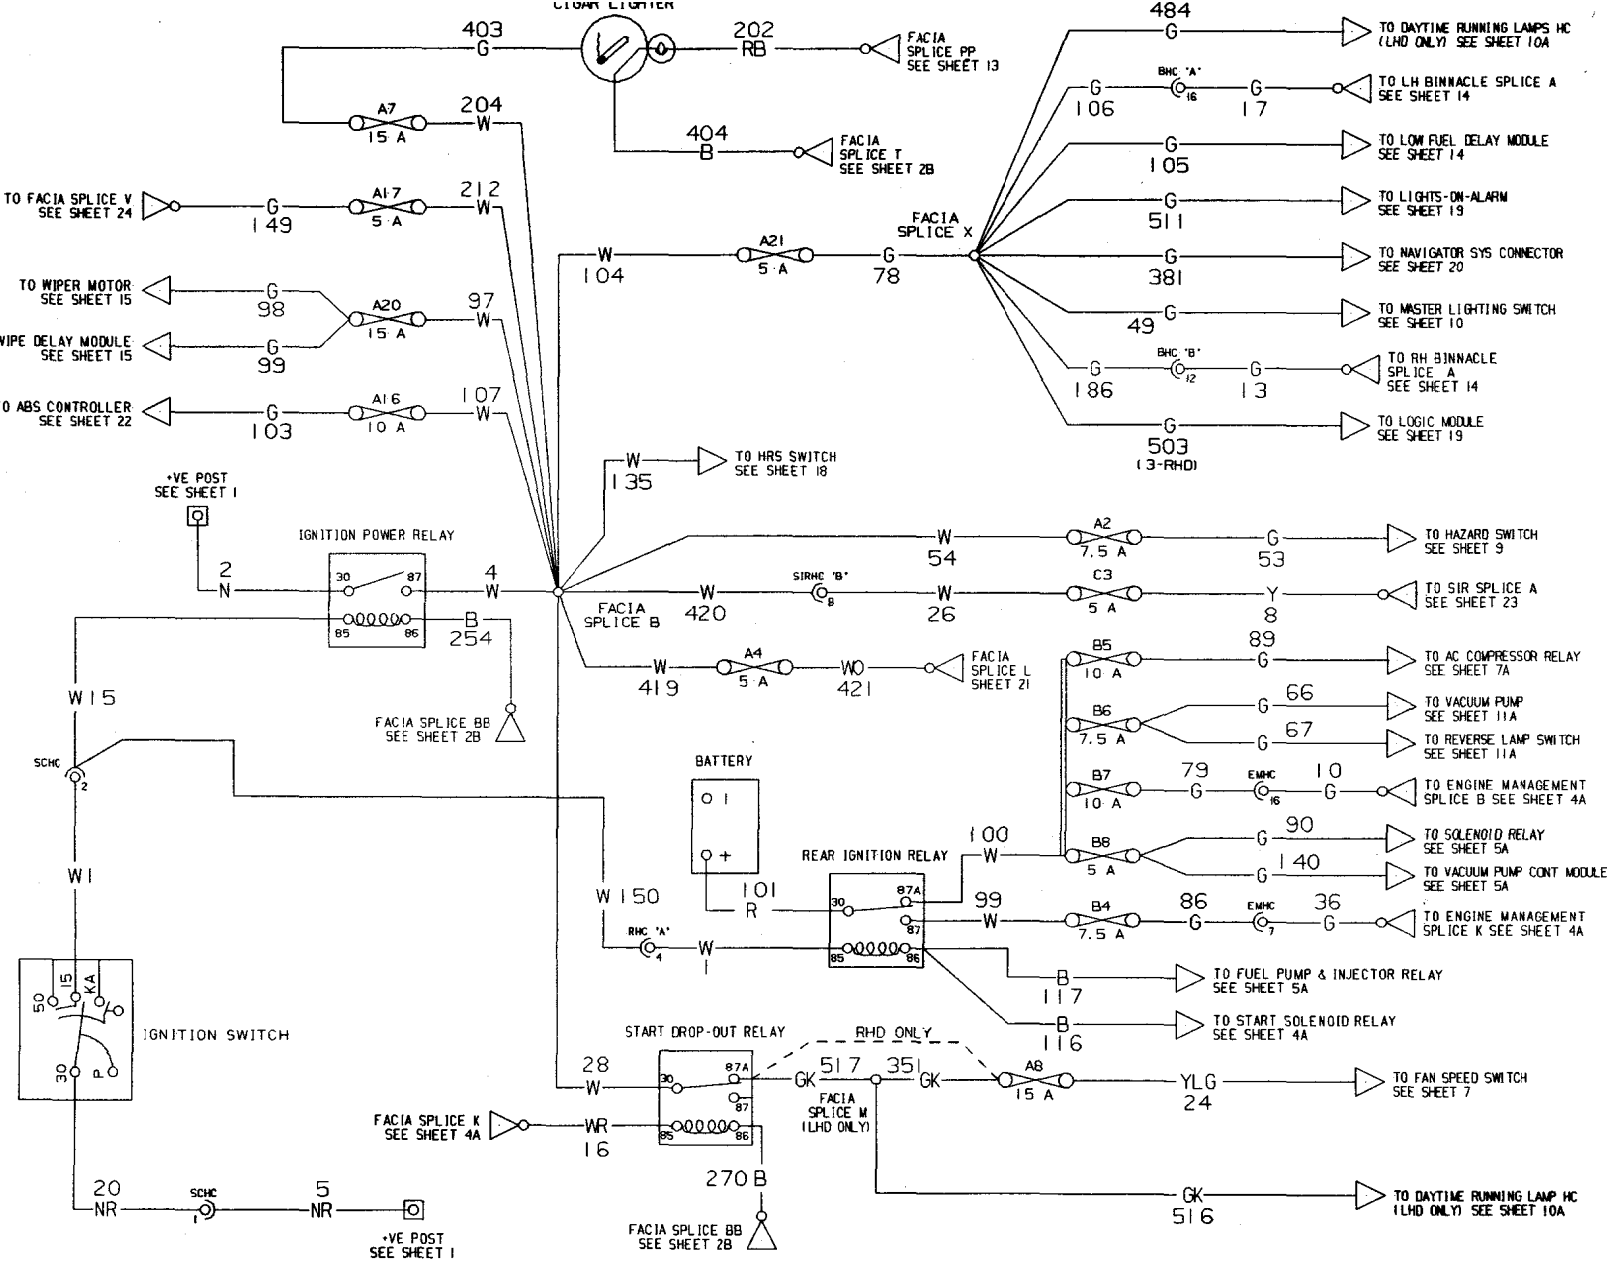 CIGAR LIGHTER
403
G
202
RB
FACIA
SPLICE PP
SEE SHEET 13
484
G
TO DAYTIME RUNNING LAMPS HC
(LHD ONLY) SEE SHEET 10A
A7
15 A
204
W
404
B
FACIA
SPLICE T
SEE SHEET 2B
G
106
BHC 'A'
16
G
17
TO LH BINNACLE SPLICE A
SEE SHEET 14
G
105
TO LOW FUEL DELAY MODULE
SEE SHEET 14
TO FACIA SPLICE V
SEE SHEET 24
G
149
A17
5 A
212
W
G
511
TO LIGHTS-ON-ALARM
SEE SHEET 19
FACIA
SPLICE X
W
104
A21
5 A
G
78
G
381
TO NAVIGATOR SYS CONNECTOR
SEE SHEET 20
TO WIPER MOTOR
SEE SHEET 15
G
98
A20
15 A
97
W
G
49
TO MASTER LIGHTING SWITCH
SEE SHEET 10
WIPE DELAY MODULE
SEE SHEET 15
G
99
G
186
BHC 'B'
12
G
13
TO RH BINNACLE
SPLICE A
SEE SHEET 14
TO ABS CONTROLLER
SEE SHEET 22
G
103
A16
10 A
107
W
G
503
(3-RHD)
TO LOGIC MODULE
SEE SHEET 19
W
135
TO HRS SWITCH
SEE SHEET 18
+VE POST
SEE SHEET 1
IGNITION POWER RELAY
2
N
30
87
85
86
4
W
B
254
FACIA
SPLICE B
W
54
A2
7.5 A
G
53
TO HAZARD SWITCH
SEE SHEET 9
W
420
SIRHC 'B'
8
W
26
C3
5 A
Y
8
TO SIR SPLICE A
SEE SHEET 23
W
419
A4
5 A
WO
421
FACIA
SPLICE L
SHEET 21
B5
10 A
89
G
TO AC COMPRESSOR RELAY
SEE SHEET 7A
W15
FACIA SPLICE BB
SEE SHEET 2B
B6
7.5 A
G
66
TO VACUUM PUMP
SEE SHEET 11A
G
67
TO REVERSE LAMP SWITCH
SEE SHEET 11A
SCHC
2
BATTERY
I
+
B7
10 A
79
G
EMHC
16
10
G
TO ENGINE MANAGEMENT
SPLICE B SEE SHEET 4A
100
W
B8
5 A
G
90
TO SOLENOID RELAY
SEE SHEET 5A
G
140
TO VACUUM PUMP CONT MODULE
SEE SHEET 5A
REAR IGNITION RELAY
W1
W150
101
R
30
87A
87
85
86
99
W
B4
7.5 A
86
G
EMHC
7
36
G
TO ENGINE MANAGEMENT
SPLICE K SEE SHEET 4A
RHC 'A'
4
W
1
B
117
TO FUEL PUMP & INJECTOR RELAY
SEE SHEET 5A
B
116
TO START SOLENOID RELAY
SEE SHEET 4A
50
15
KA
30
P
IGNITION SWITCH
START DROP-OUT RELAY
RHD ONLY
28
W
30
87A
87
85
86
GK
517
351
GK
FACIA
SPLICE M
(LHD ONLY)
A8
15 A
YLG
24
TO FAN SPEED SWITCH
SEE SHEET 7
FACIA SPLICE K
SEE SHEET 4A
WR
16
270 B
FACIA SPLICE BB
SEE SHEET 2B
GK
516
TO DAYTIME RUNNING LAMP HC
(LHD ONLY) SEE SHEET 10A
20
NR
SCHC
1
5
NR
+VE POST
SEE SHEET 1